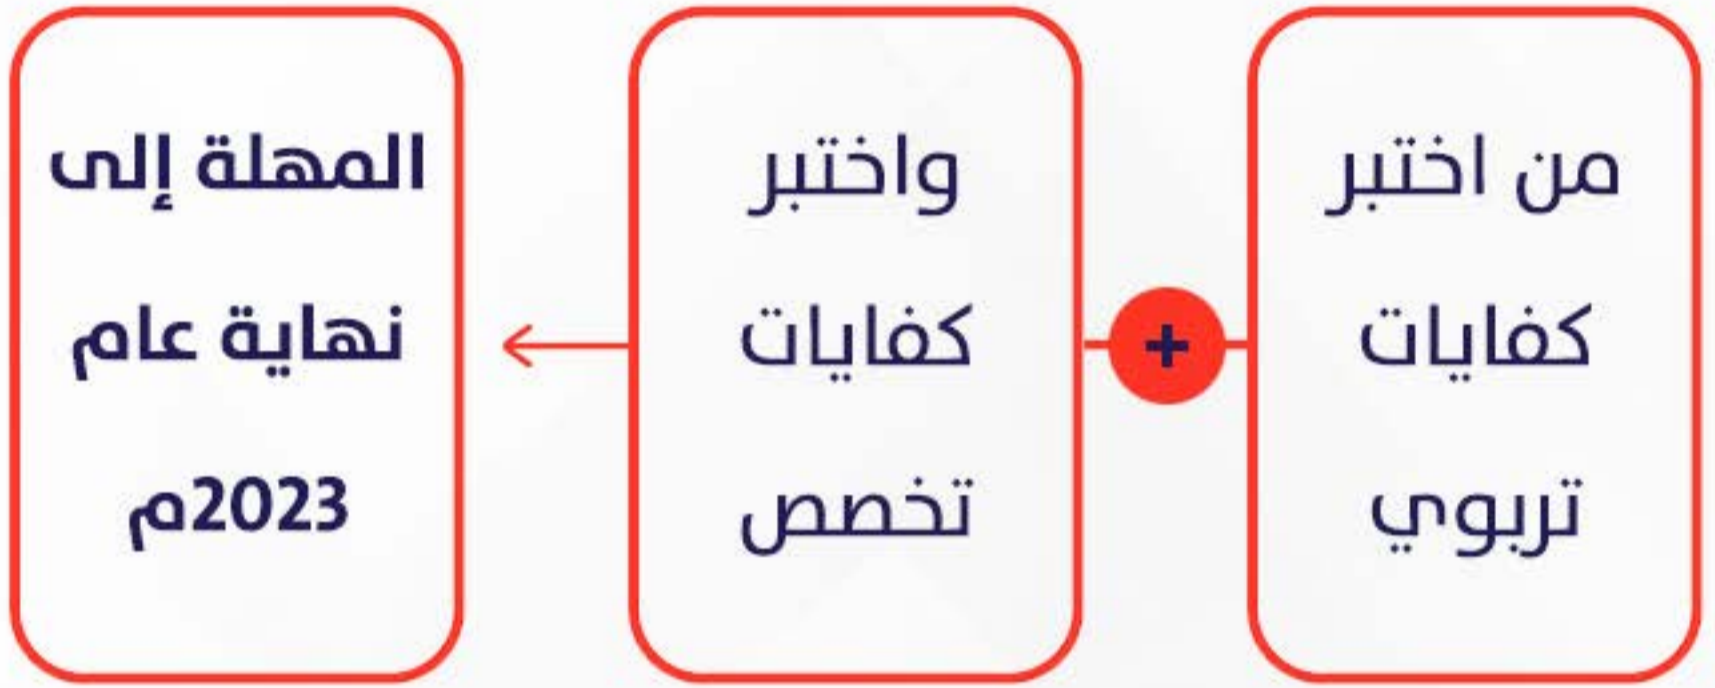 من اختبر
كفايات
تربوي
+
واختبر
كفايات
تخصص
المهلة إلى
نهاية عام
2023م